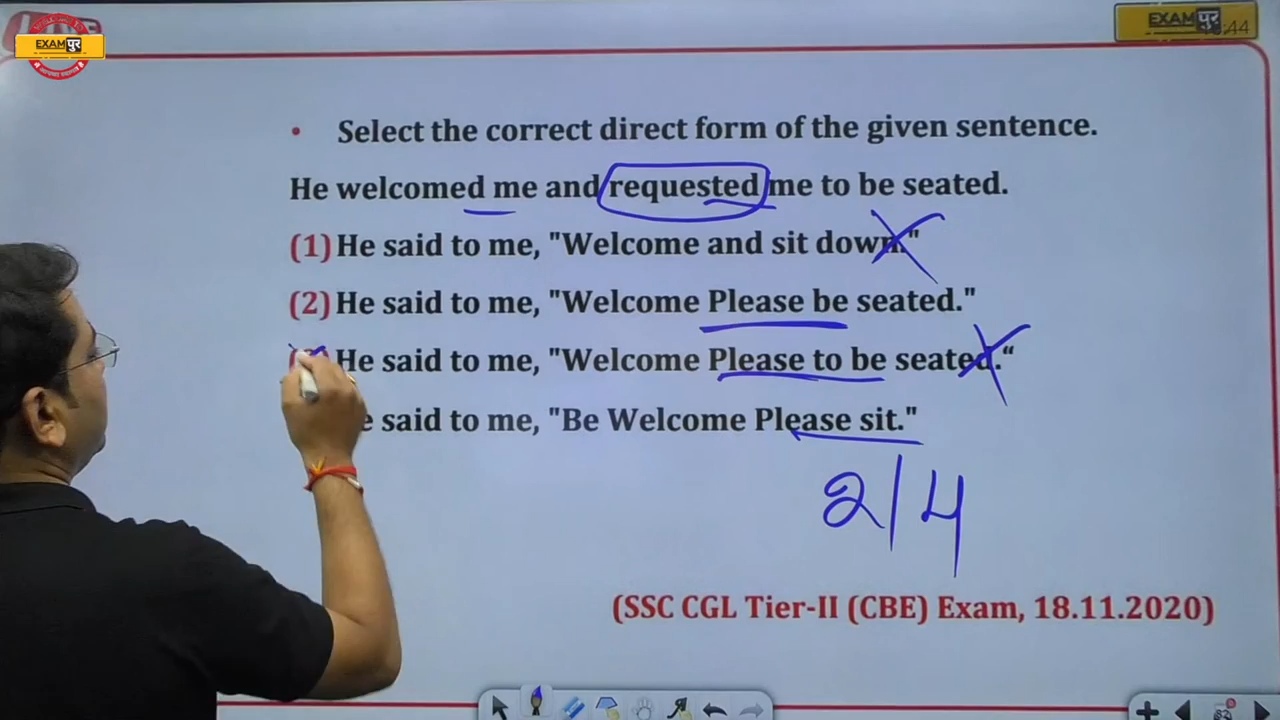 EXAMपुर
EXAMपुर
:44
• Select the correct direct form of the given sentence.
He welcomed me and requested me to be seated.
(1) He said to me, "Welcome and sit down."
(2) He said to me, "Welcome Please be seated."
He said to me, "Welcome Please to be seated."
said to me, "Be Welcome Please sit."
2/4
(SSC CGL Tier-II (CBE) Exam, 18.11.2020)